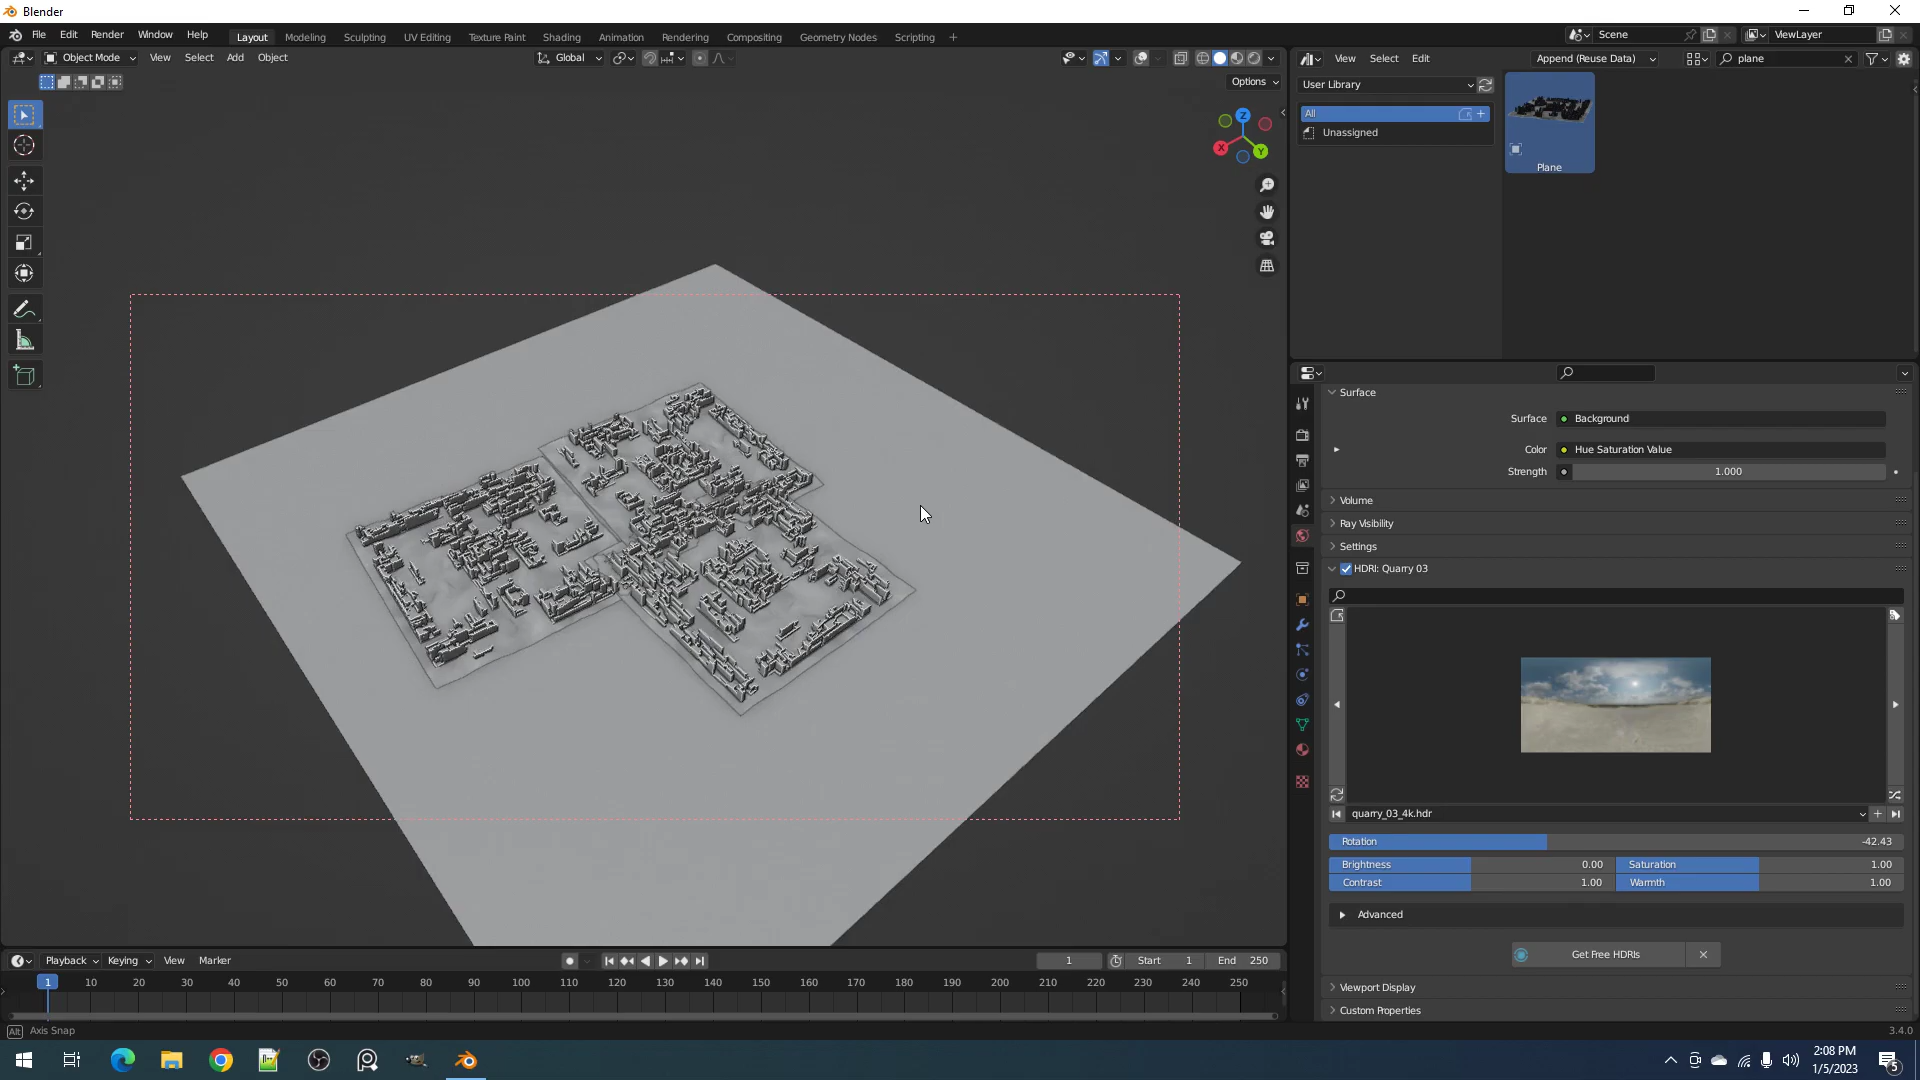 Blender
File Edit Render Window Help Layout Modeling Sculpting UV Editing Texture Paint Shading Animation Rendering Compositing Geometry Nodes Scripting + Scene ViewLayer
Object Mode View Select Add Object Global
Options
Z
X
Y
View Select Edit Append (Reuse Data) plane
User Library
All
Unassigned
Plane
Surface
Surface Background
Color Hue Saturation Value
Strength 1.000
Volume
Ray Visibility
Settings
HDRI: Quarry 03
quarry_03_4k.hdr
Rotation -42.43
Brightness 0.00 Saturation 1.00
Contrast 1.00 Warmth 1.00
Advanced
Get Free HDRIs
Viewport Display
Custom Properties
Playback Keying View Marker 1 Start 1 End 250
1 10 20 30 40 50 60 70 80 90 100 110 120 130 140 150 160 170 180 190 200 210 220 230 240 250
Alt Axis Snap 3.4.0
2:08 PM
1/5/2023
5